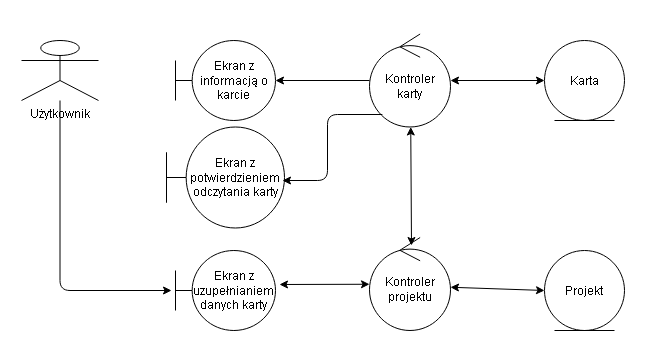 Ekran z
informacją o
karcie
Kontroler
karty
Karta
Użytkownik
Ekran z
potwierdzieniem
odczytania karty
Ekran z
uzupełnianiem
danych karty
Kontroler
projektu
Projekt